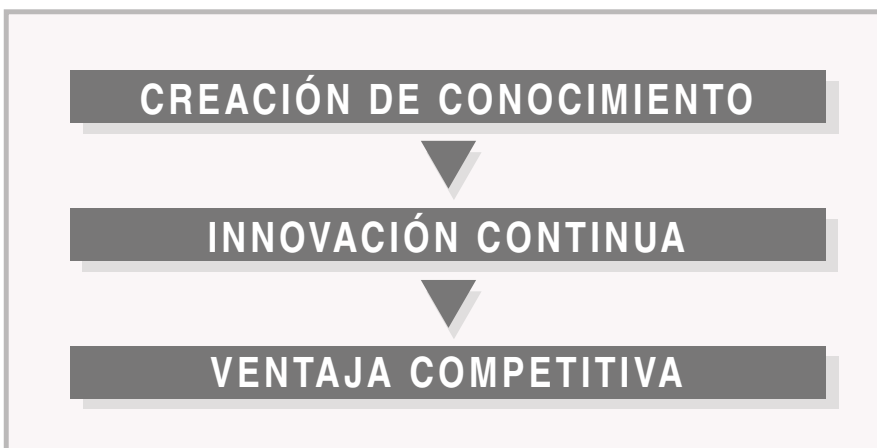 CREACIÓN DE CONOCIMIENTO
INNOVACIÓN CONTINUA
VENTAJA COMPETITIVA